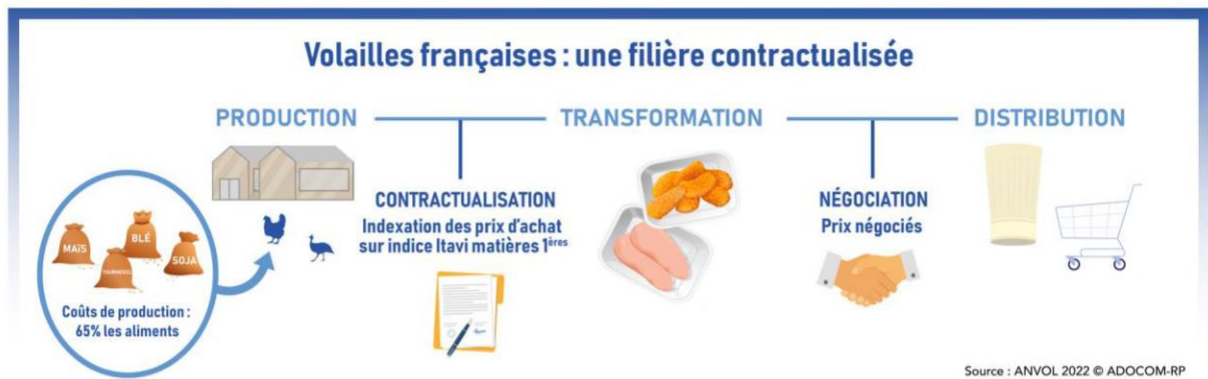 Volailles françaises : une filière contractualisée
PRODUCTION
TRANSFORMATION
DISTRIBUTION
CONTRACTUALISATION
Indexation des prix d'achat
sur indice Itavi matières 1ères
NÉGOCIATION
Prix négociés
MAÏS
BLÉ
TOURNESOL
SOJA
Coûts de production :
65% les aliments
Source : ANVOL 2022 © ADOCOM-RP